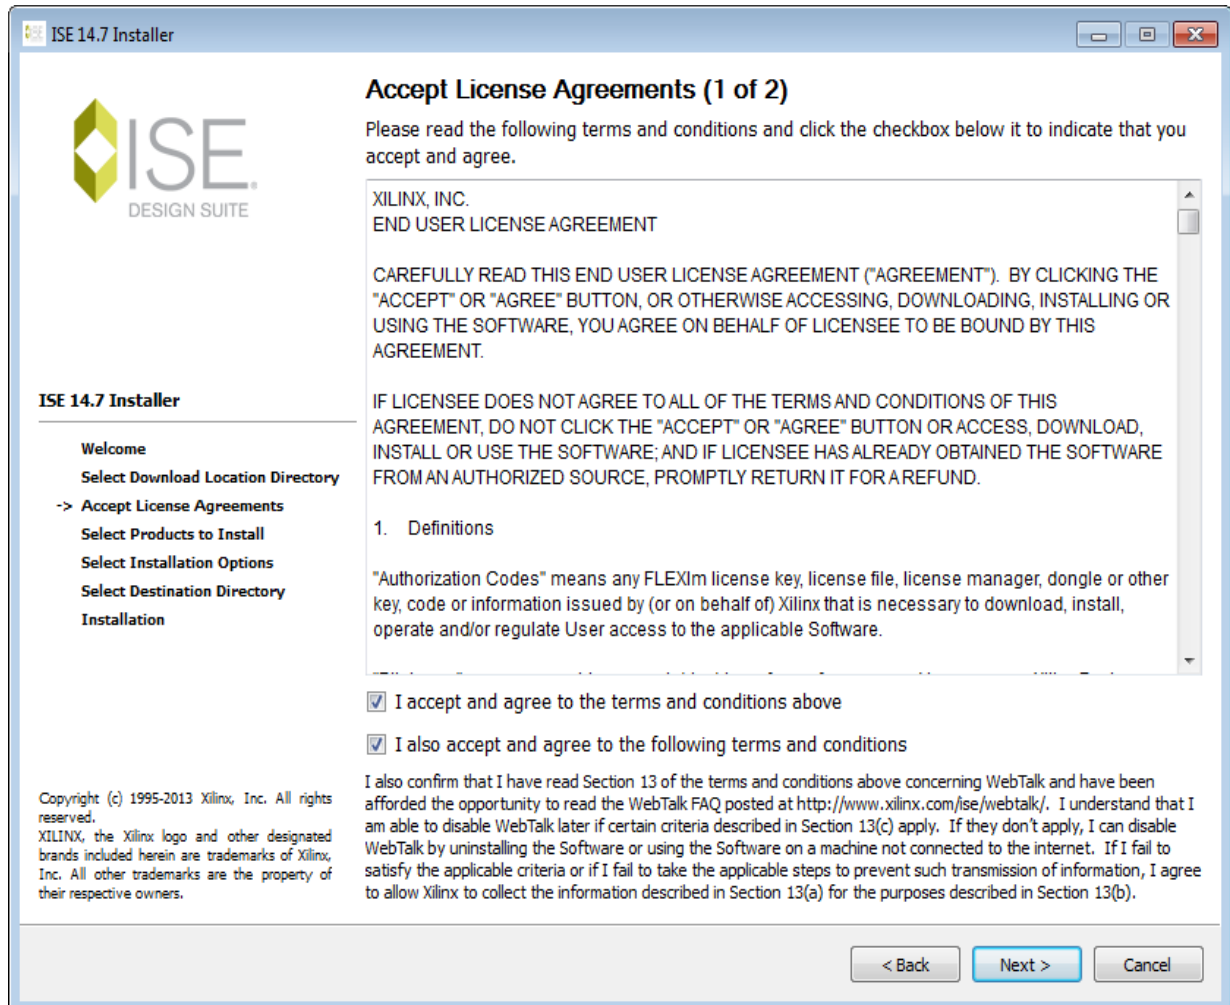 ISE 14.7 Installer
ISE®
DESIGN SUITE
ISE 14.7 Installer
Welcome
Select Download Location Directory
-> Accept License Agreements
Select Products to Install
Select Installation Options
Select Destination Directory
Installation
Copyright (c) 1995-2013 Xilinx, Inc. All rights
reserved.
XILINX, the Xilinx logo and other designated
brands included herein are trademarks of Xilinx,
Inc. All other trademarks are the property of
their respective owners.
Accept License Agreements (1 of 2)
Please read the following terms and conditions and click the checkbox below it to indicate that you
accept and agree.
XILINX, INC.
END USER LICENSE AGREEMENT
CAREFULLY READ THIS END USER LICENSE AGREEMENT ("AGREEMENT"). BY CLICKING THE
"ACCEPT" OR "AGREE" BUTTON, OR OTHERWISE ACCESSING, DOWNLOADING, INSTALLING OR
USING THE SOFTWARE, YOU AGREE ON BEHALF OF LICENSEE TO BE BOUND BY THIS
AGREEMENT.
IF LICENSEE DOES NOT AGREE TO ALL OF THE TERMS AND CONDITIONS OF THIS
AGREEMENT, DO NOT CLICK THE "ACCEPT" OR "AGREE" BUTTON OR ACCESS, DOWNLOAD,
INSTALL OR USE THE SOFTWARE; AND IF LICENSEE HAS ALREADY OBTAINED THE SOFTWARE
FROM AN AUTHORIZED SOURCE, PROMPTLY RETURN IT FOR A REFUND.
1. Definitions
"Authorization Codes" means any FLEXlm license key, license file, license manager, dongle or other
key, code or information issued by (or on behalf of) Xilinx that is necessary to download, install,
operate and/or regulate User access to the applicable Software.
I accept and agree to the terms and conditions above
I also accept and agree to the following terms and conditions
I also confirm that I have read Section 13 of the terms and conditions above concerning WebTalk and have been
afforded the opportunity to read the WebTalk FAQ posted at http://www.xilinx.com/ise/webtalk/. I understand that I
am able to disable WebTalk later if certain criteria described in Section 13(c) apply. If they don't apply, I can disable
WebTalk by uninstalling the Software or using the Software on a machine not connected to the internet. If I fail to
satisfy the applicable criteria or if I fail to take the applicable steps to prevent such transmission of information, I agree
to allow Xilinx to collect the information described in Section 13(a) for the purposes described in Section 13(b).
< Back
Next >
Cancel